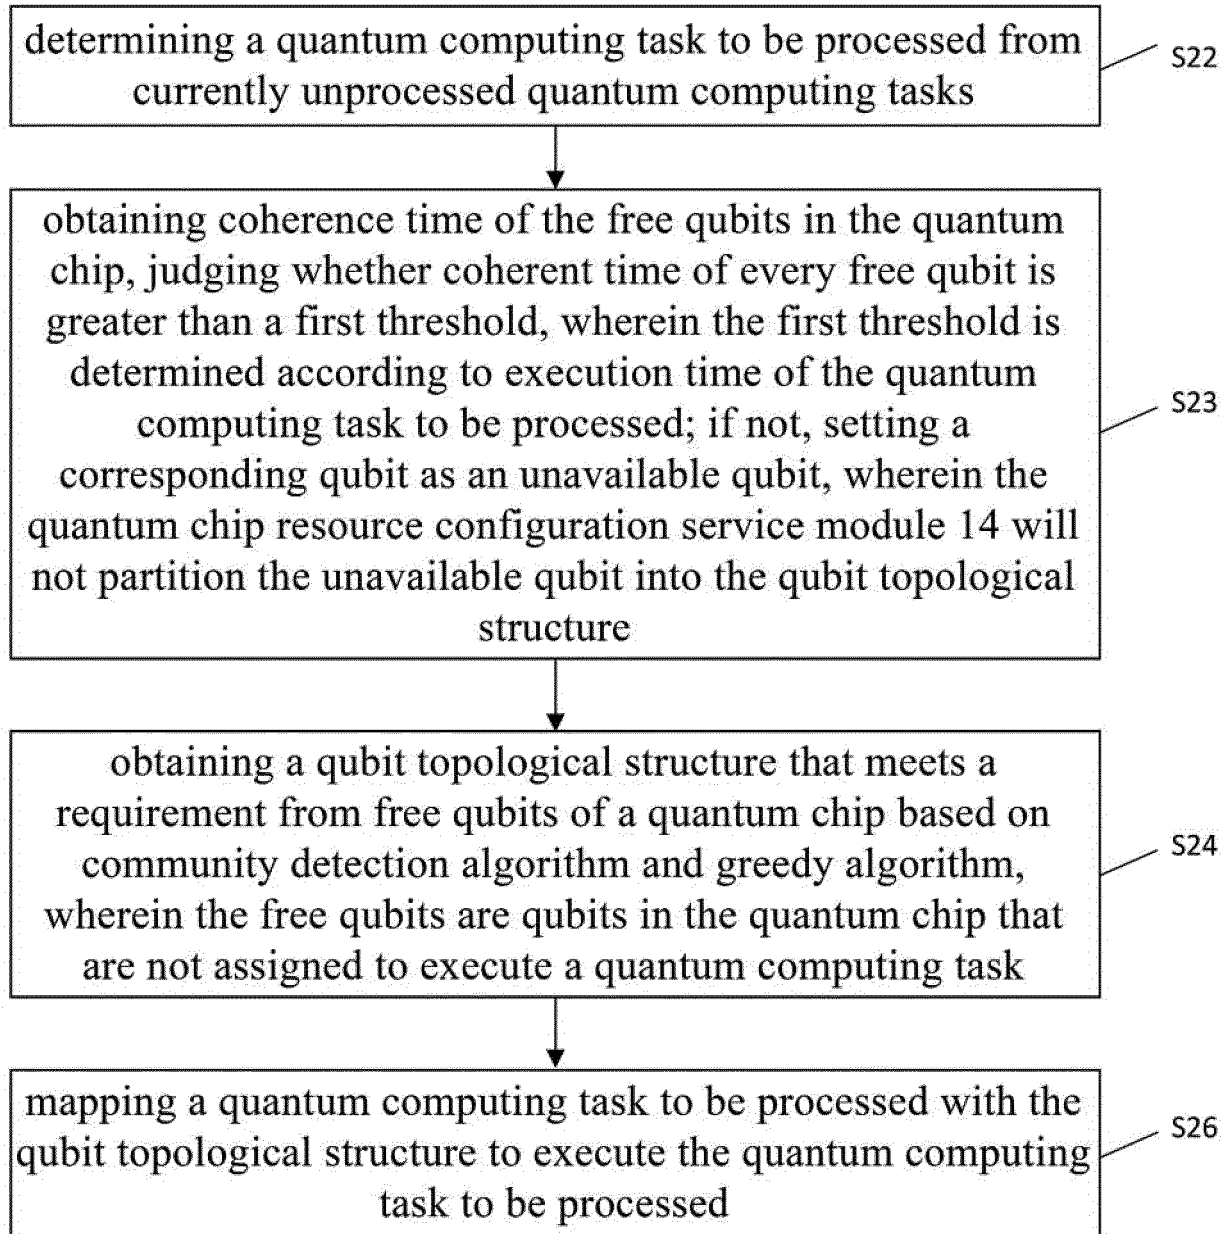 determining a quantum computing task to be processed from
currently unprocessed quantum computing tasks
S22
obtaining coherence time of the free qubits in the quantum
chip, judging whether coherent time of every free qubit is
greater than a first threshold, wherein the first threshold is
determined according to execution time of the quantum
computing task to be processed; if not, setting a
corresponding qubit as an unavailable qubit, wherein the
quantum chip resource configuration service module 14 will
not partition the unavailable qubit into the qubit topological
structure
S23
obtaining a qubit topological structure that meets a
requirement from free qubits of a quantum chip based on
community detection algorithm and greedy algorithm,
wherein the free qubits are qubits in the quantum chip that
are not assigned to execute a quantum computing task
S24
mapping a quantum computing task to be processed with the
qubit topological structure to execute the quantum computing
task to be processed
S26